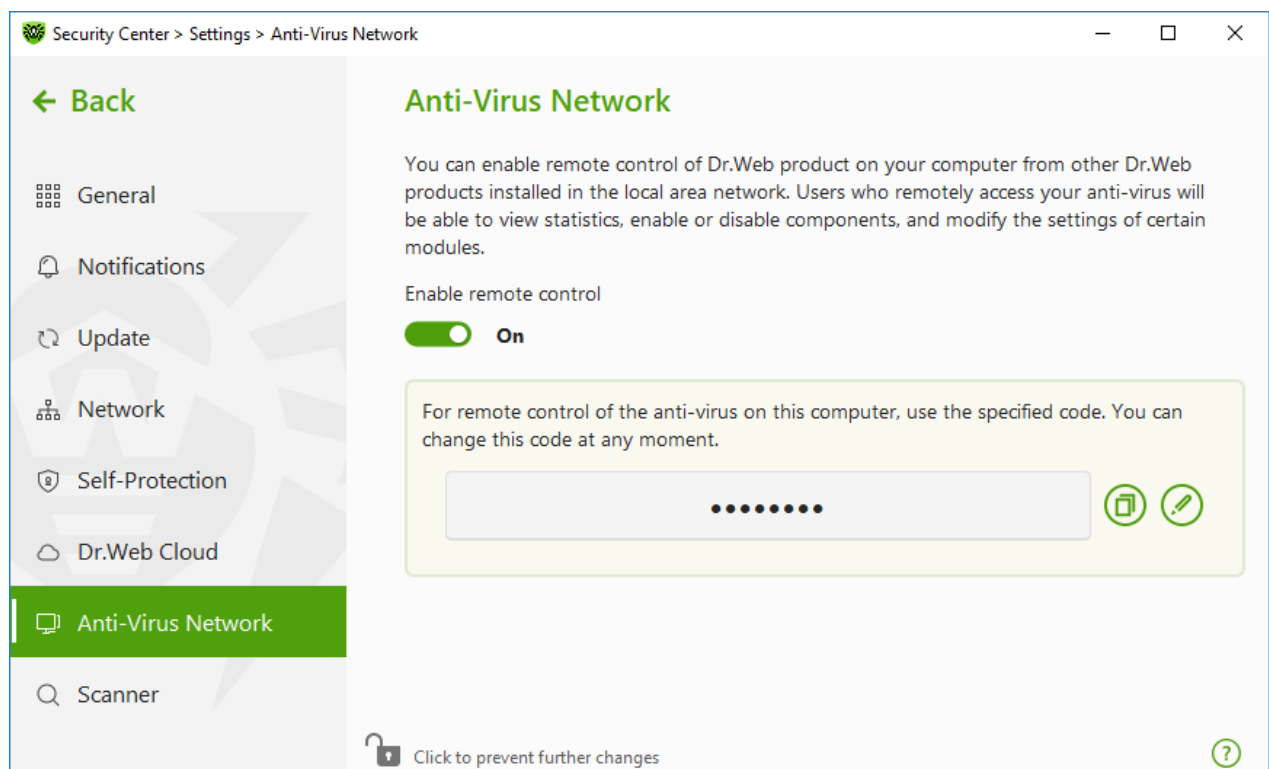 Security Center > Settings > Anti-Virus Network
Back
General
Notifications
Update
Network
Self-Protection
Dr.Web Cloud
Anti-Virus Network
Scanner
Anti-Virus Network
You can enable remote control of Dr.Web product on your computer from other Dr.Web
products installed in the local area network. Users who remotely access your anti-virus will
be able to view statistics, enable or disable components, and modify the settings of certain
modules.
Enable remote control
On
For remote control of the anti-virus on this computer, use the specified code. You can
change this code at any moment.
••••••••
Click to prevent further changes
?